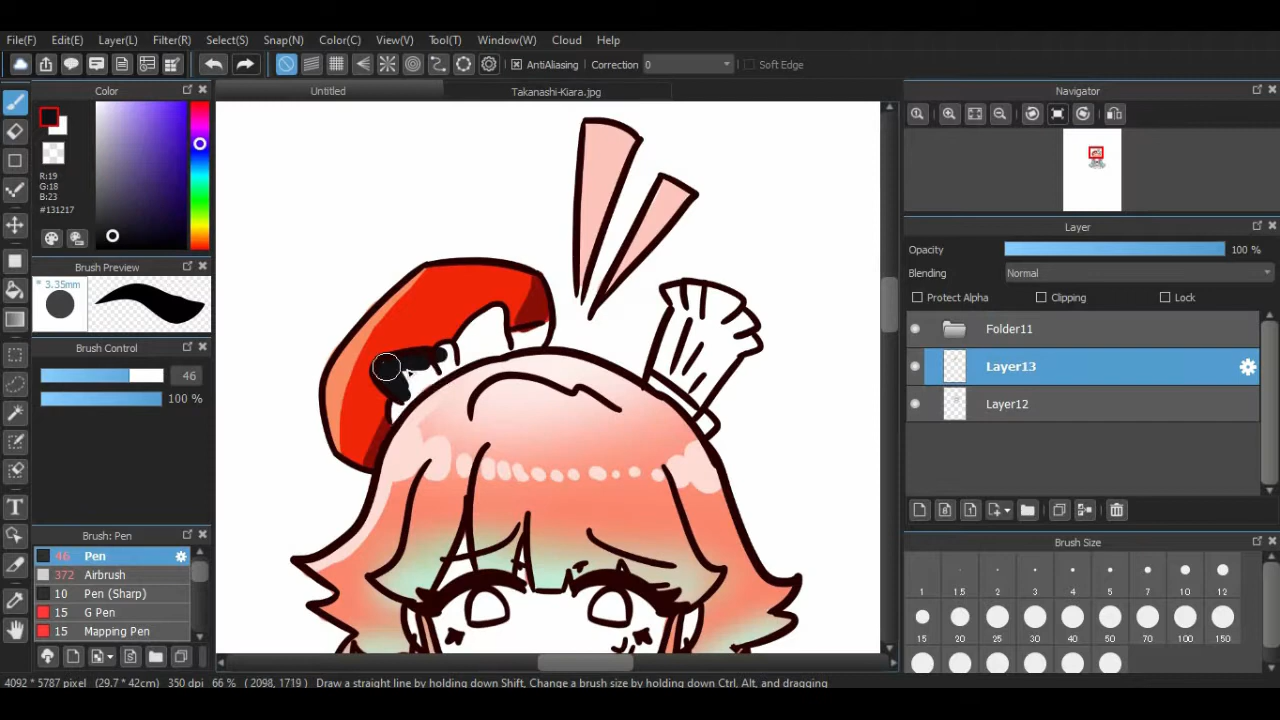 File(F) Edit(E) Layer(L) Filter(R) Select(S) Snap(N) Color(C) View(V) Tool(T) Window(W) Cloud Help
AntiAliasing Correction 0 Soft Edge
Color
Untitled Takanashi-Kiara.jpg
Navigator
R:19
G:18
B:23
#131217
Layer
Opacity 100 %
Brush Preview
Blending Normal
* 3.35mm
Protect Alpha Clipping Lock
Folder11
Brush Control
Layer13
46
100 %
Layer12
Brush: Pen
Brush Size
46 Pen
372 Airbrush
10 Pen (Sharp)
15 G Pen
15 Mapping Pen
1 1.5 2 3 4 5 7 10 12
15 20 25 30 40 50 70 100 150
4092 * 5787 pixel (29.7 * 42cm) 350 dpi 66 % (2098, 1719) Draw a straight line by holding down Shift, Change a brush size by holding down Ctrl, Alt, and dragging